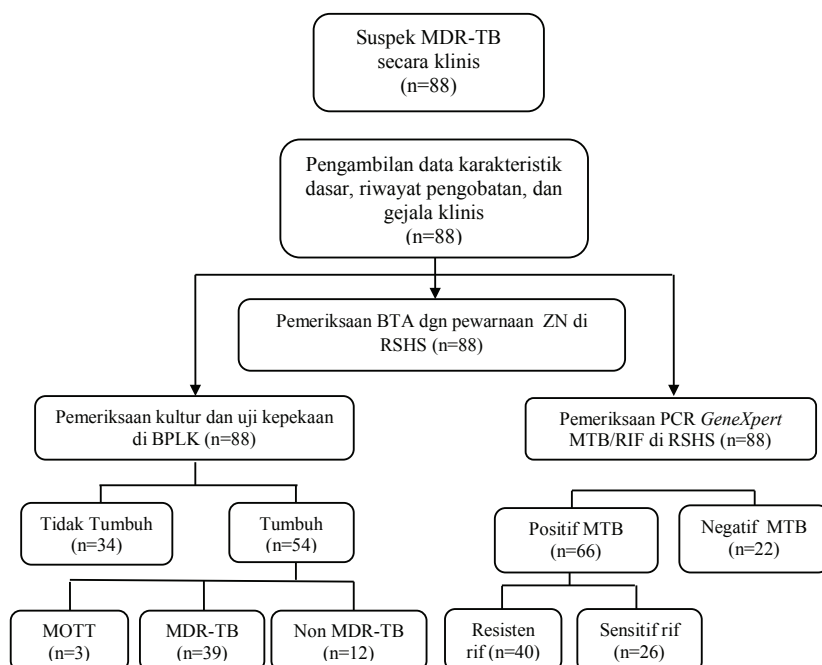 Suspek MDR-TB
secara klinis
(n=88)
Pengambilan data karakteristik
dasar, riwayat pengobatan, dan
gejala klinis
(n=88)
Pemeriksaan BTA dgn pewarnaan ZN di
RSHS (n=88)
Pemeriksaan kultur dan uji kepekaan
di BPLK (n=88)
Pemeriksaan PCR GeneXpert
MTB/RIF di RSHS (n=88)
Tidak Tumbuh
(n=34)
Tumbuh
(n=54)
Positif MTB
(n=66)
Negatif MTB
(n=22)
MOTT
(n=3)
MDR-TB
(n=39)
Non MDR-TB
(n=12)
Resisten
rif (n=40)
Sensitif rif
(n=26)